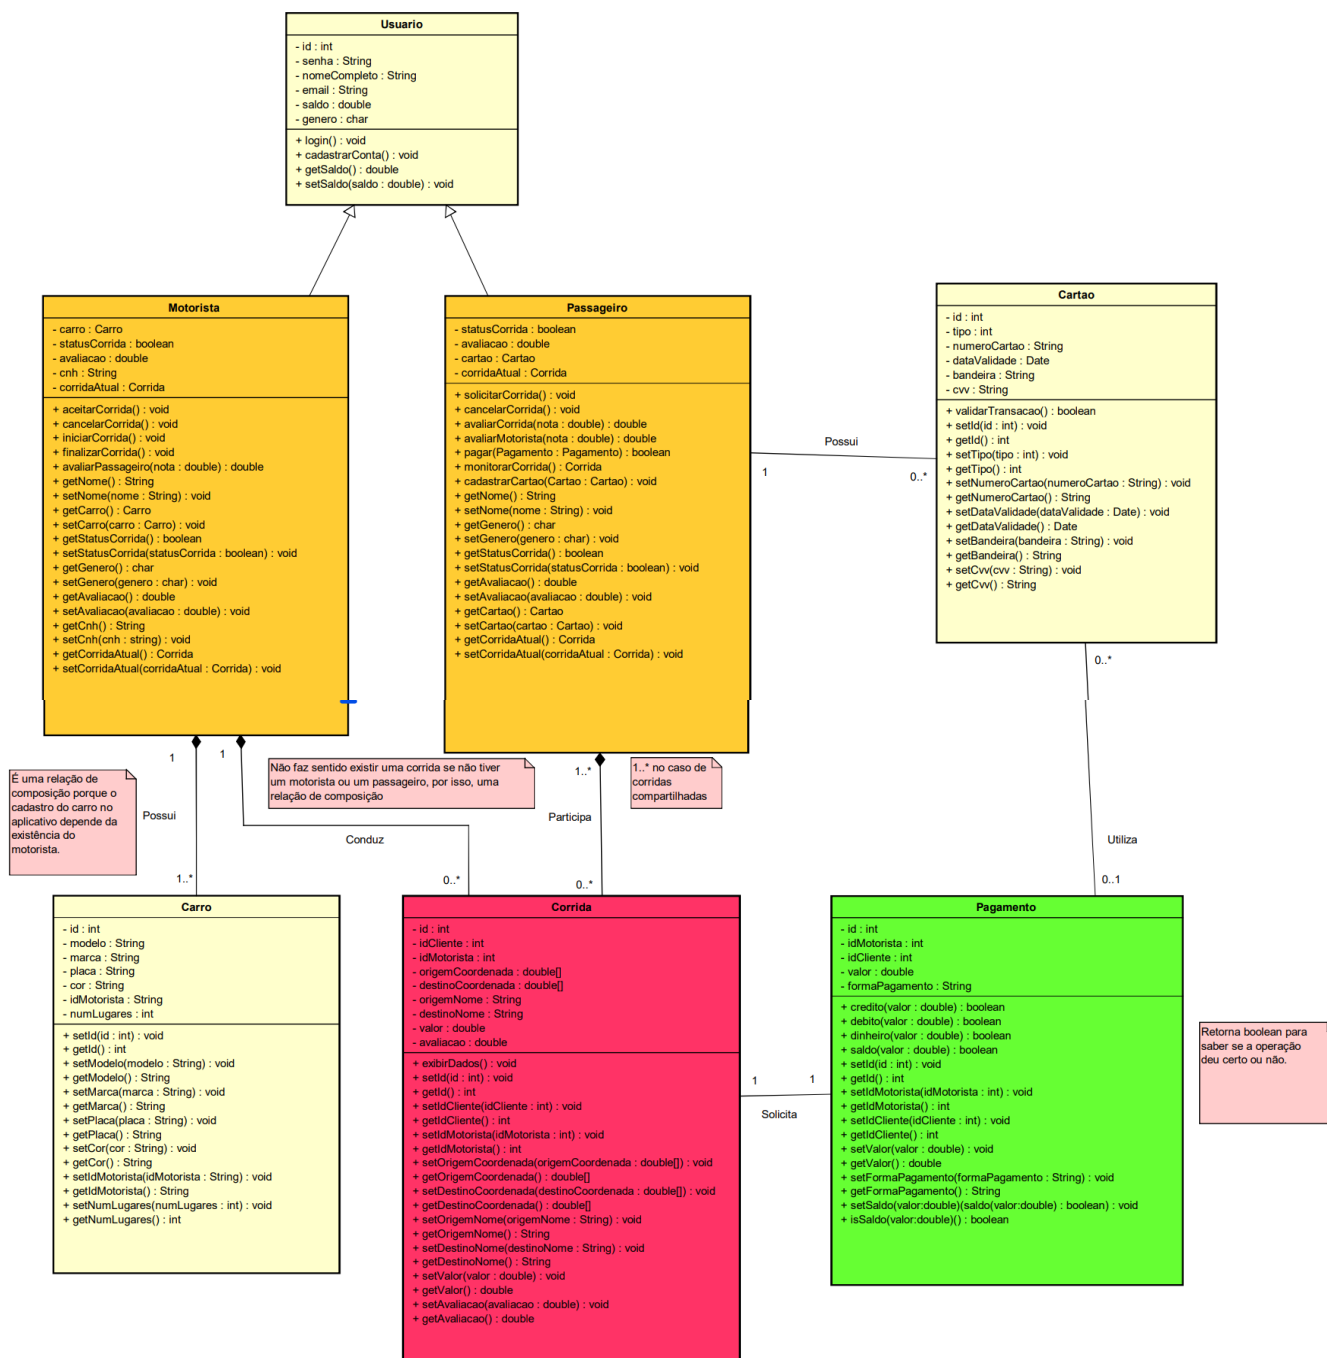 Usuario
- id : int
- senha : String
- nomeCompleto : String
- email : String
- saldo : double
- genero : char
+ login() : void
+ cadastrarConta() : void
+ getSaldo() : double
+ setSaldo(saldo : double) : void
Motorista
- carro : Carro
- statusCorrida : boolean
- avaliacao : double
- cnh : String
- corridaAtual : Corrida
+ aceitarCorrida() : void
+ cancelarCorrida() : void
+ iniciarCorrida() : void
+ finalizarCorrida() : void
+ avaliarPassageiro(nota : double) : double
+ getNome() : String
+ setNome(nome : String) : void
+ getCarro() : Carro
+ setCarro(carro : Carro) : void
+ getStatusCorrida() : boolean
+ setStatusCorrida(statusCorrida : boolean) : void
+ getGenero() : char
+ setGenero(genero : char) : void
+ getAvaliacao() : double
+ setAvaliacao(avaliacao : double) : void
+ getCnh() : String
+ setCnh(cnh : string) : void
+ getCorridaAtual() : Corrida
+ setCorridaAtual(corridaAtual : Corrida) : void
Passageiro
- statusCorrida : boolean
- avaliacao : double
- cartao : Cartao
- corridaAtual : Corrida
+ solicitarCorrida() : void
+ cancelarCorrida() : void
+ avaliarCorrida(nota : double) : double
+ avaliarMotorista(nota : double) : double
+ pagar(Pagamento : Pagamento) : boolean
+ monitorarCorrida() : Corrida
+ cadastrarCartao(Cartao : Cartao) : void
+ getNome() : String
+ setNome(nome : String) : void
+ getGenero() : char
+ setGenero(genero : char) : void
+ getStatusCorrida() : boolean
+ setStatusCorrida(statusCorrida : boolean) : void
+ getAvaliacao() : double
+ setAvaliacao(avaliacao : double) : void
+ getCartao() : Cartao
+ setCartao(cartao : Cartao) : void
+ getCorridaAtual() : Corrida
+ setCorridaAtual(corridaAtual : Corrida) : void
Possui
1
0..*
Cartao
- id : int
- tipo : int
- numeroCartao : String
- dataValidade : Date
- bandeira : String
- cvv : String
+ validarTransacao() : boolean
+ setId(id : int) : void
+ getId() : int
+ setTipo(tipo : int) : void
+ getTipo() : int
+ setNumeroCartao(numeroCartao : String) : void
+ getNumeroCartao() : String
+ setDataValidade(dataValidade : Date) : void
+ getDataValidade() : Date
+ setBandeira(bandeira : String) : void
+ getBandeira() : String
+ setCvv(cvv : String) : void
+ getCvv() : String
0..*
Utiliza
0..1
É uma relação de
composição porque o
cadastro do carro no
aplicativo depende da
existência do
motorista.
1
Possui
1..*
1
Não faz sentido existir uma corrida se não tiver
um motorista ou um passageiro, por isso, uma
relação de composição
Conduz
0..*
1..*
Participa
0..*
1..* no caso de
corridas
compartilhadas
Carro
- id : int
- modelo : String
- marca : String
- placa : String
- cor : String
- idMotorista : String
- numLugares : int
+ setId(id : int) : void
+ getId() : int
+ setModelo(modelo : String) : void
+ getModelo() : String
+ setMarca(marca : String) : void
+ getMarca() : String
+ setPlaca(placa : String) : void
+ getPlaca() : String
+ setCor(cor : String) : void
+ getCor() : String
+ setIdMotorista(idMotorista : String) : void
+ getIdMotorista() : String
+ setNumLugares(numLugares : int) : void
+ getNumLugares() : int
Corrida
- id : int
- idCliente : int
- idMotorista : int
- origemCoordenada : double[]
- destinoCoordenada : double[]
- origemNome : String
- destinoNome : String
- valor : double
- avaliacao : double
+ exibirDados() : void
+ setId(id : int) : void
+ getId() : int
+ setIdCliente(idCliente : int) : void
+ getIdCliente() : int
+ setIdMotorista(idMotorista : int) : void
+ getIdMotorista() : int
+ setOrigemCoordenada(origemCoordenada : double[]) : void
+ getOrigemCoordenada() : double[]
+ setDestinoCoordenada(destinoCoordenada : double[]) : void
+ getDestinoCoordenada() : double[]
+ setOrigemNome(origemNome : String) : void
+ getOrigemNome() : String
+ setDestinoNome(destinoNome : String) : void
+ getDestinoNome() : String
+ setValor(valor : double) : void
+ getValor() : double
+ setAvaliacao(avaliacao : double) : void
+ getAvaliacao() : double
1
1
Solicita
Pagamento
- id : int
- idMotorista : int
- idCliente : int
- valor : double
- formaPagamento : String
+ credito(valor : double) : boolean
+ debito(valor : double) : boolean
+ dinheiro(valor : double) : boolean
+ saldo(valor : double) : boolean
+ setId(id : int) : void
+ getId() : int
+ setIdMotorista(idMotorista : int) : void
+ getIdMotorista() : int
+ setIdCliente(idCliente : int) : void
+ getIdCliente() : int
+ setValor(valor : double) : void
+ getValor() : double
+ setFormaPagamento(formaPagamento : String) : void
+ getFormaPagamento() : String
+ setSaldo(valor:double)(saldo(valor:double) : boolean) : void
+ isSaldo(valor:double)() : boolean
Retorna boolean para
saber se a operação
deu certo ou não.